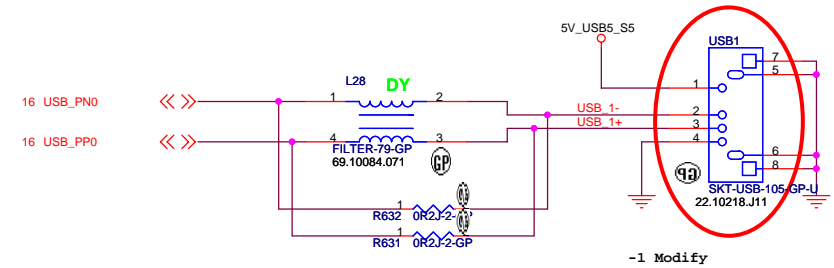 5V_USB5_S5
USB1
7
5
L28
DY
1
16 USB_PN0
1
2
USB_1-
2
16 USB_PP0
USB_1+
3
4
3
4
FILTER-79-GP
69.10084.071
GP
GP
6
8
SKT-USB-105-GP-U
22.10218.J11
1
R632
0R2J-2-
1
R631
0R2J-2-GP
-1 Modify